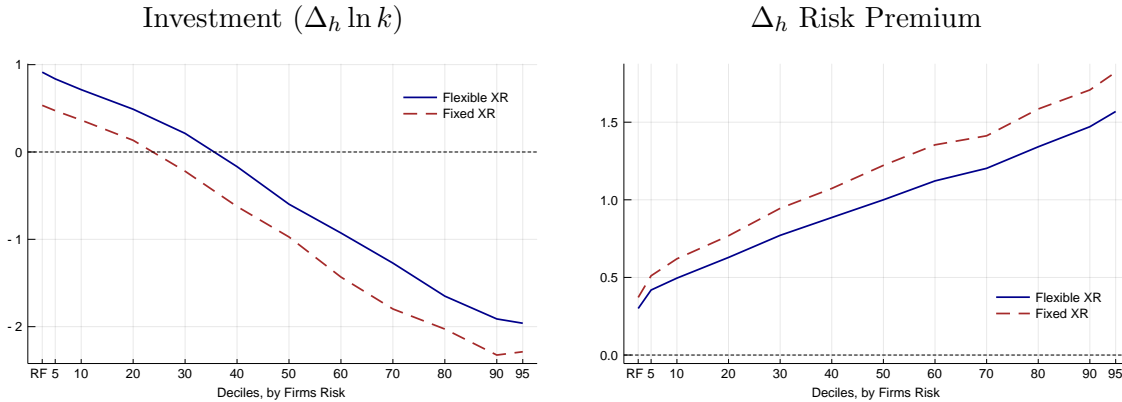 Investment (Δₕ ln k)
1
0
- 1
- 2
Flexible XR
Fixed XR
RF 5 10 20 30 40 50 60 70 80 90 95
Deciles, by Firms Risk
Δₕ Risk Premium
1.5
1.0
0.5
0.0
Flexible XR
Fixed XR
RF 5 10 20 30 40 50 60 70 80 90 95
Deciles, by Firms Risk